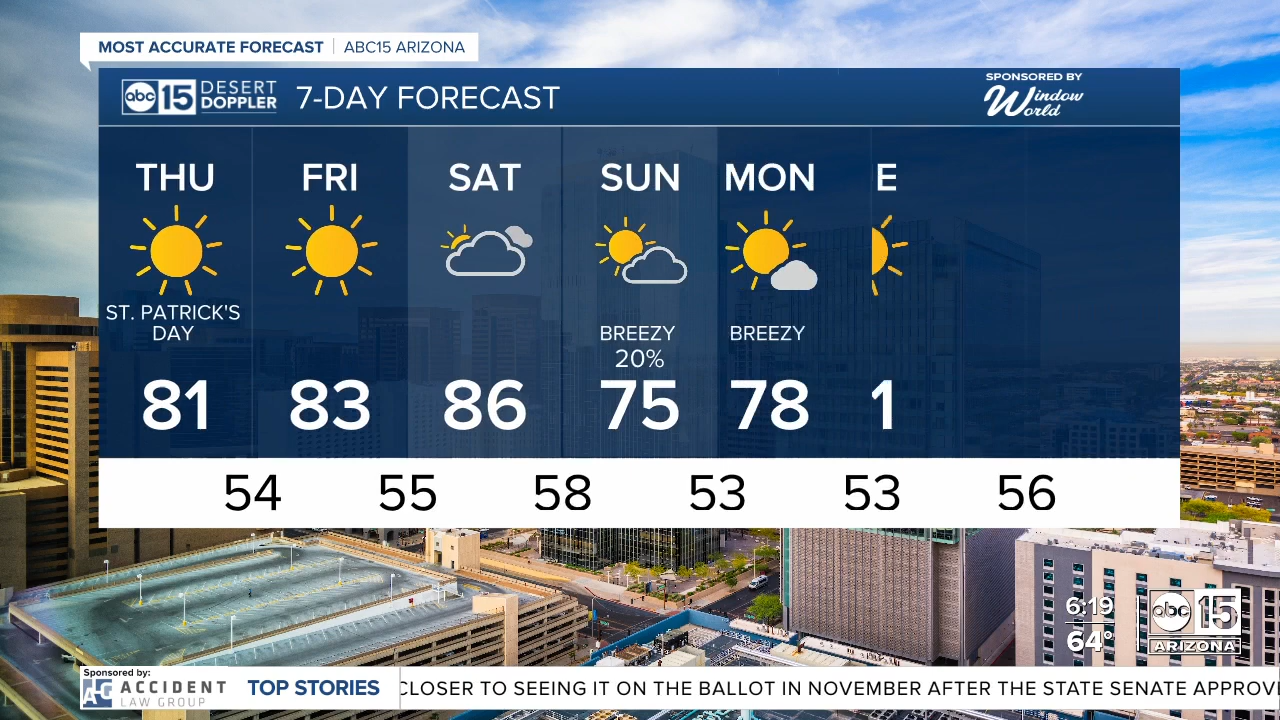 MOST ACCURATE FORECAST | ABC15 ARIZONA
abc 15 DESERT DOPPLER 7-DAY FORECAST
SPONSORED BY
Window World
THU FRI SAT SUN MON E
ST. PATRICK'S DAY
BREEZY BREEZY
20%
81 83 86 75 78 1
54 55 58 53 53 56
6:19
64°
abc 15
ARIZONA
Sponsored by:
AG ACCIDENT
LAW GROUP
TOP STORIES
CLOSER TO SEEING IT ON THE BALLOT IN NOVEMBER AFTER THE STATE SENATE APPROVI